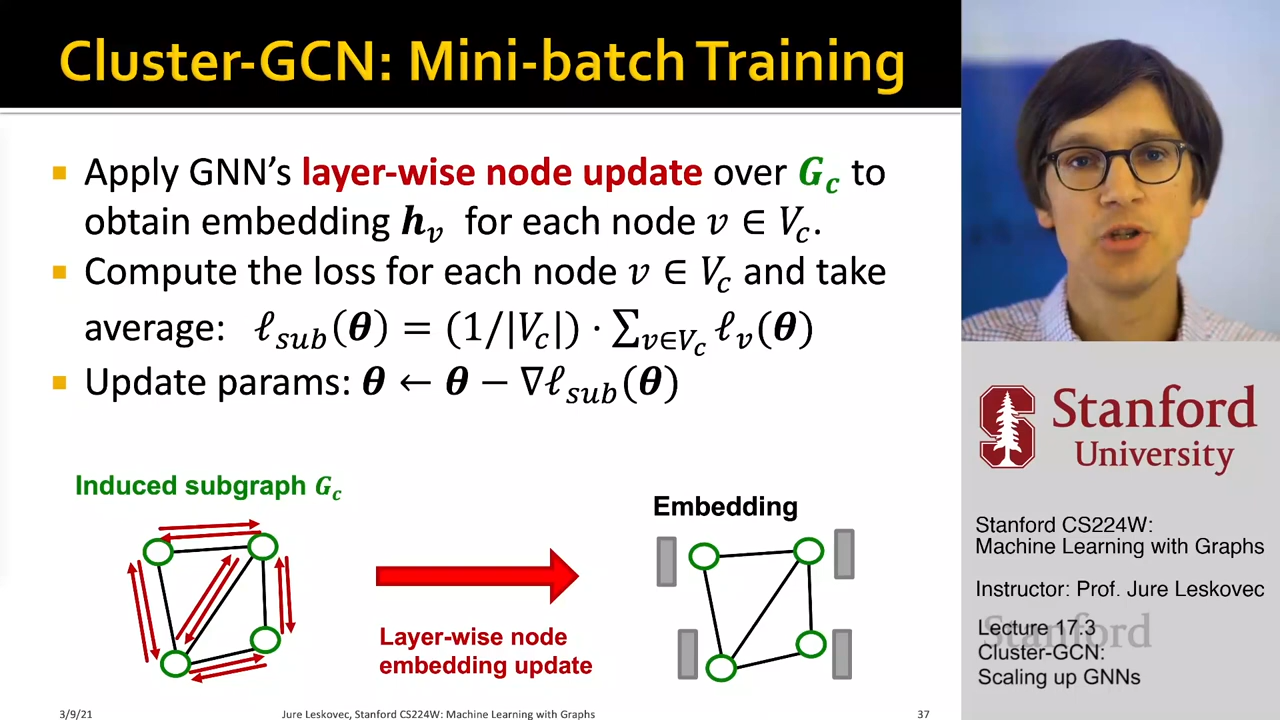 Cluster-GCN: Mini-batch Training
▪ Apply GNN's layer-wise node update over G_c to
obtain embedding h_v for each node v ∈ V_c.
▪ Compute the loss for each node v ∈ V_c and take
average: ℓ_sub(θ) = (1/|V_c|) · ∑_{v∈V_c} ℓ_v(θ)
▪ Update params: θ ← θ − ∇ℓ_sub(θ)
Induced subgraph G_c
Embedding
Layer-wise node
embedding update
3/9/21
Jure Leskovec, Stanford CS224W: Machine Learning with Graphs
37
Stanford
University
Stanford CS224W:
Machine Learning with Graphs
Instructor: Prof. Jure Leskovec
Stanford
Lecture 17.3
Cluster-GCN:
Scaling up GNNs